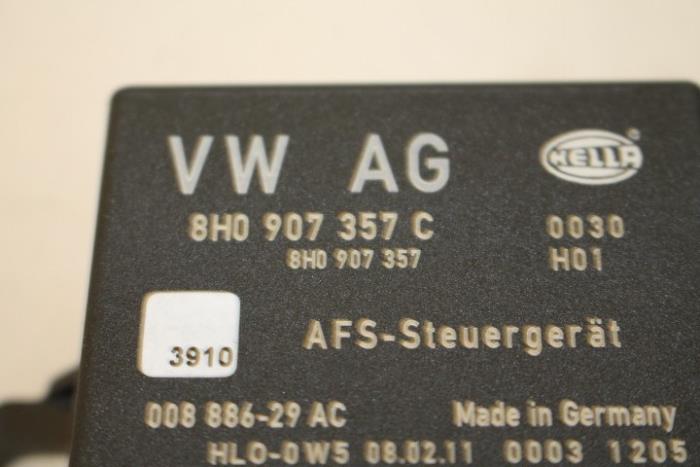 VW AG HELLA
8H0 907 357 C 0030
8H0 907 357 H01
3910 AFS-Steuergerät
008 886-29 AC Made in Germany
HLO-0W5 08.02.11 0003 1205